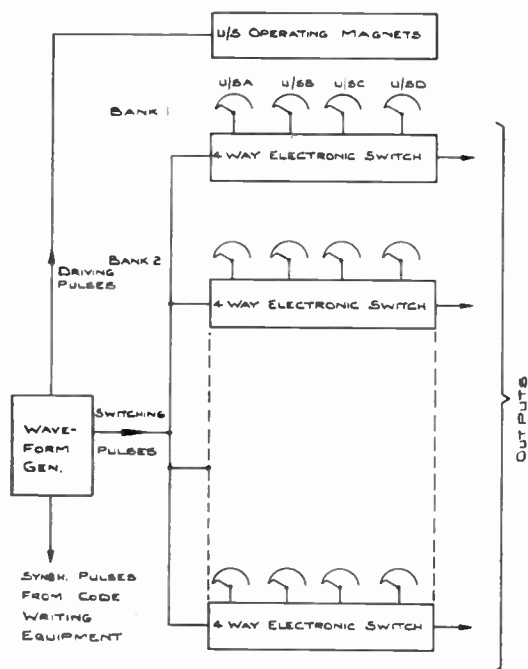 U/S OPERATING MAGNETS
U/SA U/SB U/SC U/SD
BANK 1
4 WAY ELECTRONIC SWITCH
BANK 2
DRIVING
PULSES
4 WAY ELECTRONIC SWITCH
OUTPUTS
WAVE-
FORM
GEN.
SWITCHING
PULSES
SYNCH. PULSES
FROM CODE
WRITING
EQUIPMENT
4 WAY ELECTRONIC SWITCH